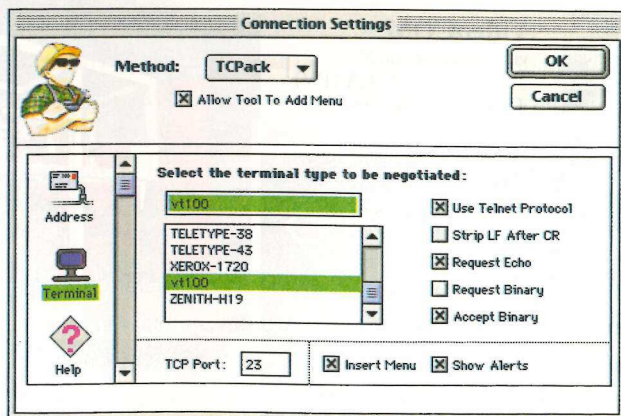 Connection Settings
Method: TCPack
Allow Tool To Add Menu
OK
Cancel
Address
Terminal
Help
Select the terminal type to be negotiated:
vt100
TELETYPE-38
TELETYPE-43
XEROX-1720
vt100
ZENITH-H19
Use Telnet Protocol
Strip LF After CR
Request Echo
Request Binary
Accept Binary
TCP Port: 23
Insert Menu
Show Alerts